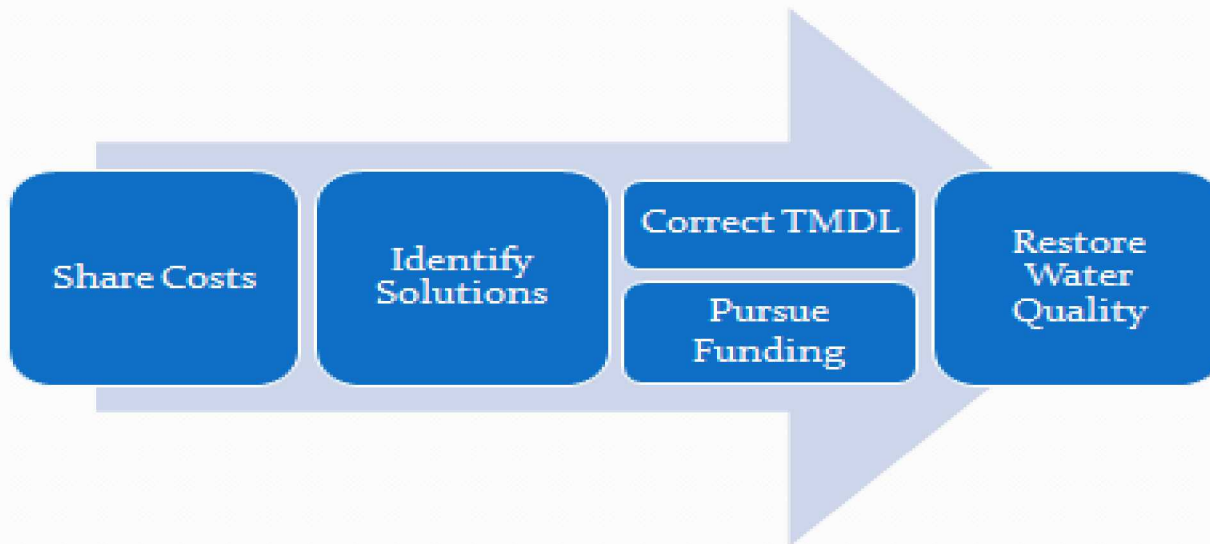 Share Costs
Identify
Solutions
Correct TMDL
Pursue
Funding
Restore
Water
Quality